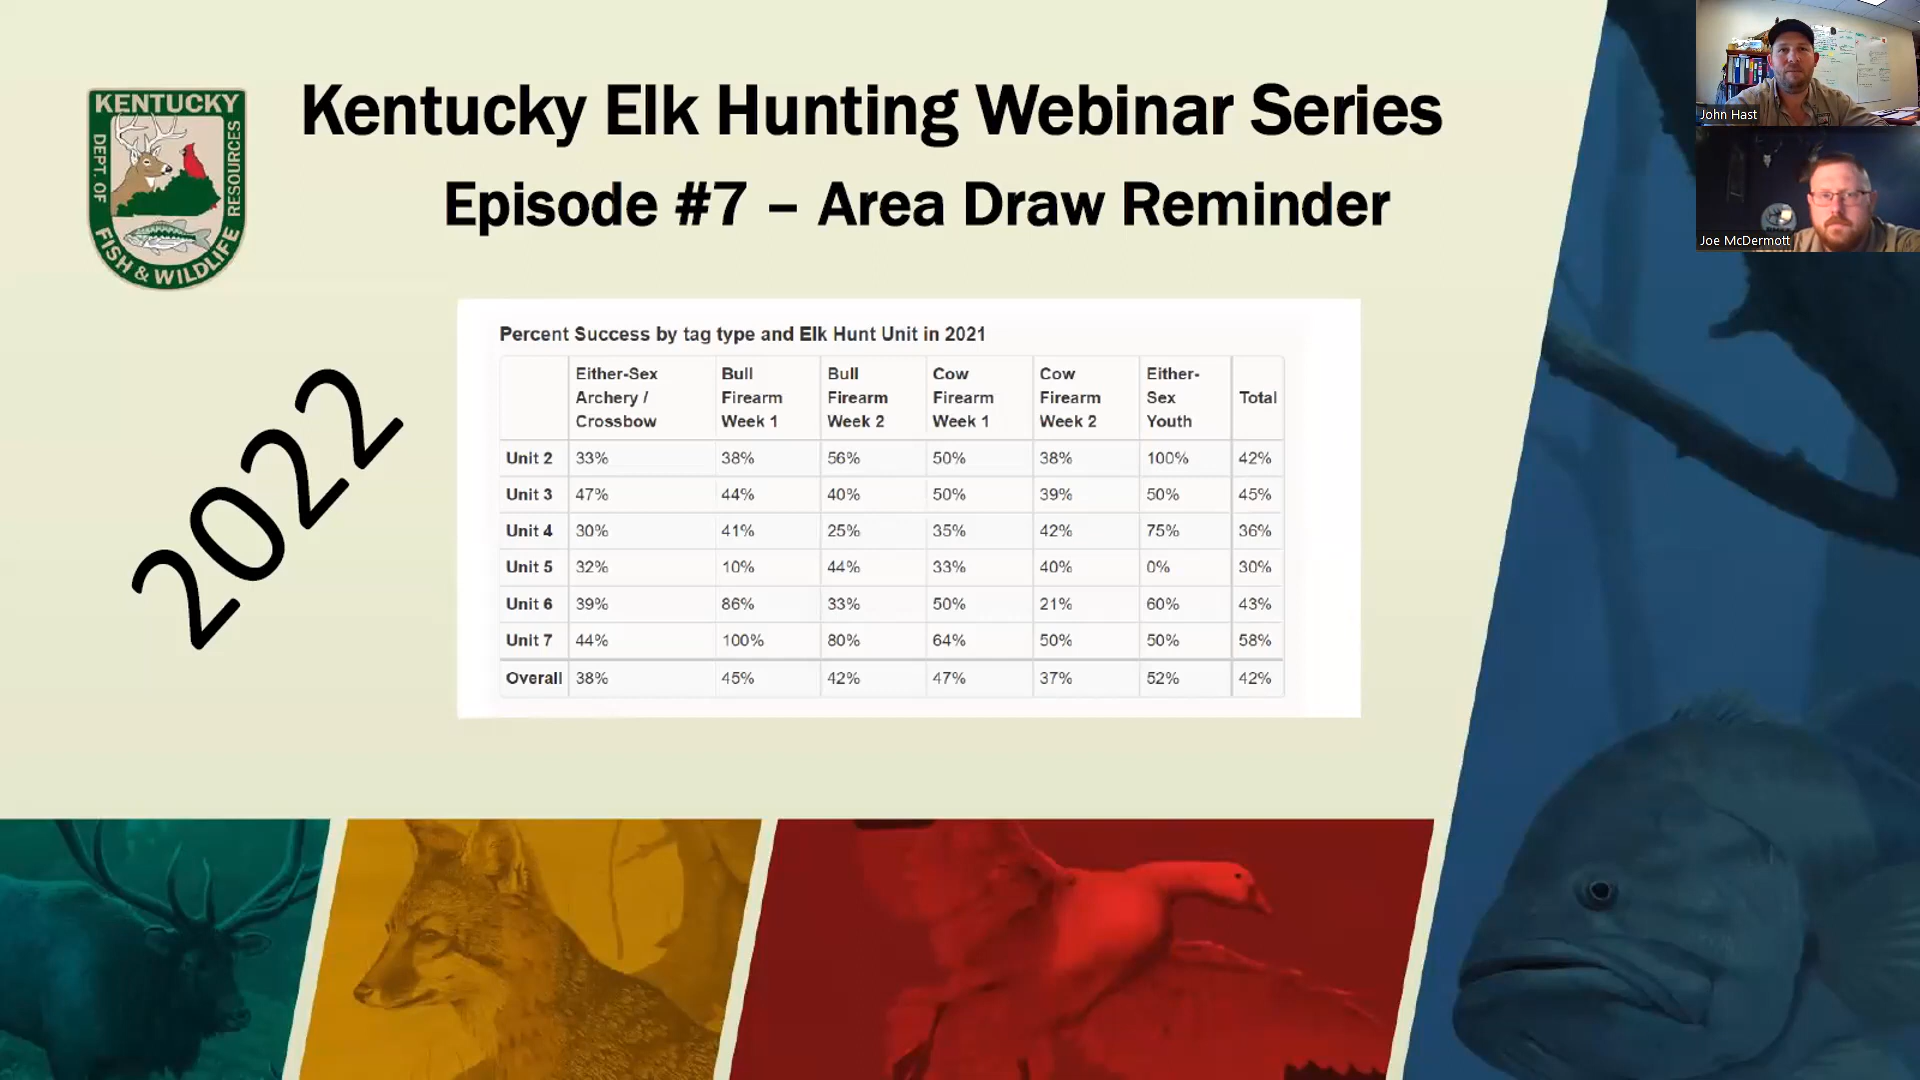 KENTUCKY
DEPT. OF
RESOURCES
FISH & WILDLIFE
Kentucky Elk Hunting Webinar Series
Episode #7 – Area Draw Reminder
John Hast
Joe McDermott
2022
Percent Success by tag type and Elk Hunt Unit in 2021
Either-Sex Archery / Crossbow Bull Firearm Week 1 Bull Firearm Week 2 Cow Firearm Week 1 Cow Firearm Week 2 Either-Sex Youth Total
Unit 2 33% 38% 56% 50% 38% 100% 42%
Unit 3 47% 44% 40% 50% 39% 50% 45%
Unit 4 30% 41% 25% 35% 42% 75% 36%
Unit 5 32% 10% 44% 33% 40% 0% 30%
Unit 6 39% 86% 33% 50% 21% 60% 43%
Unit 7 44% 100% 80% 64% 50% 50% 58%
Overall 38% 45% 42% 47% 37% 52% 42%